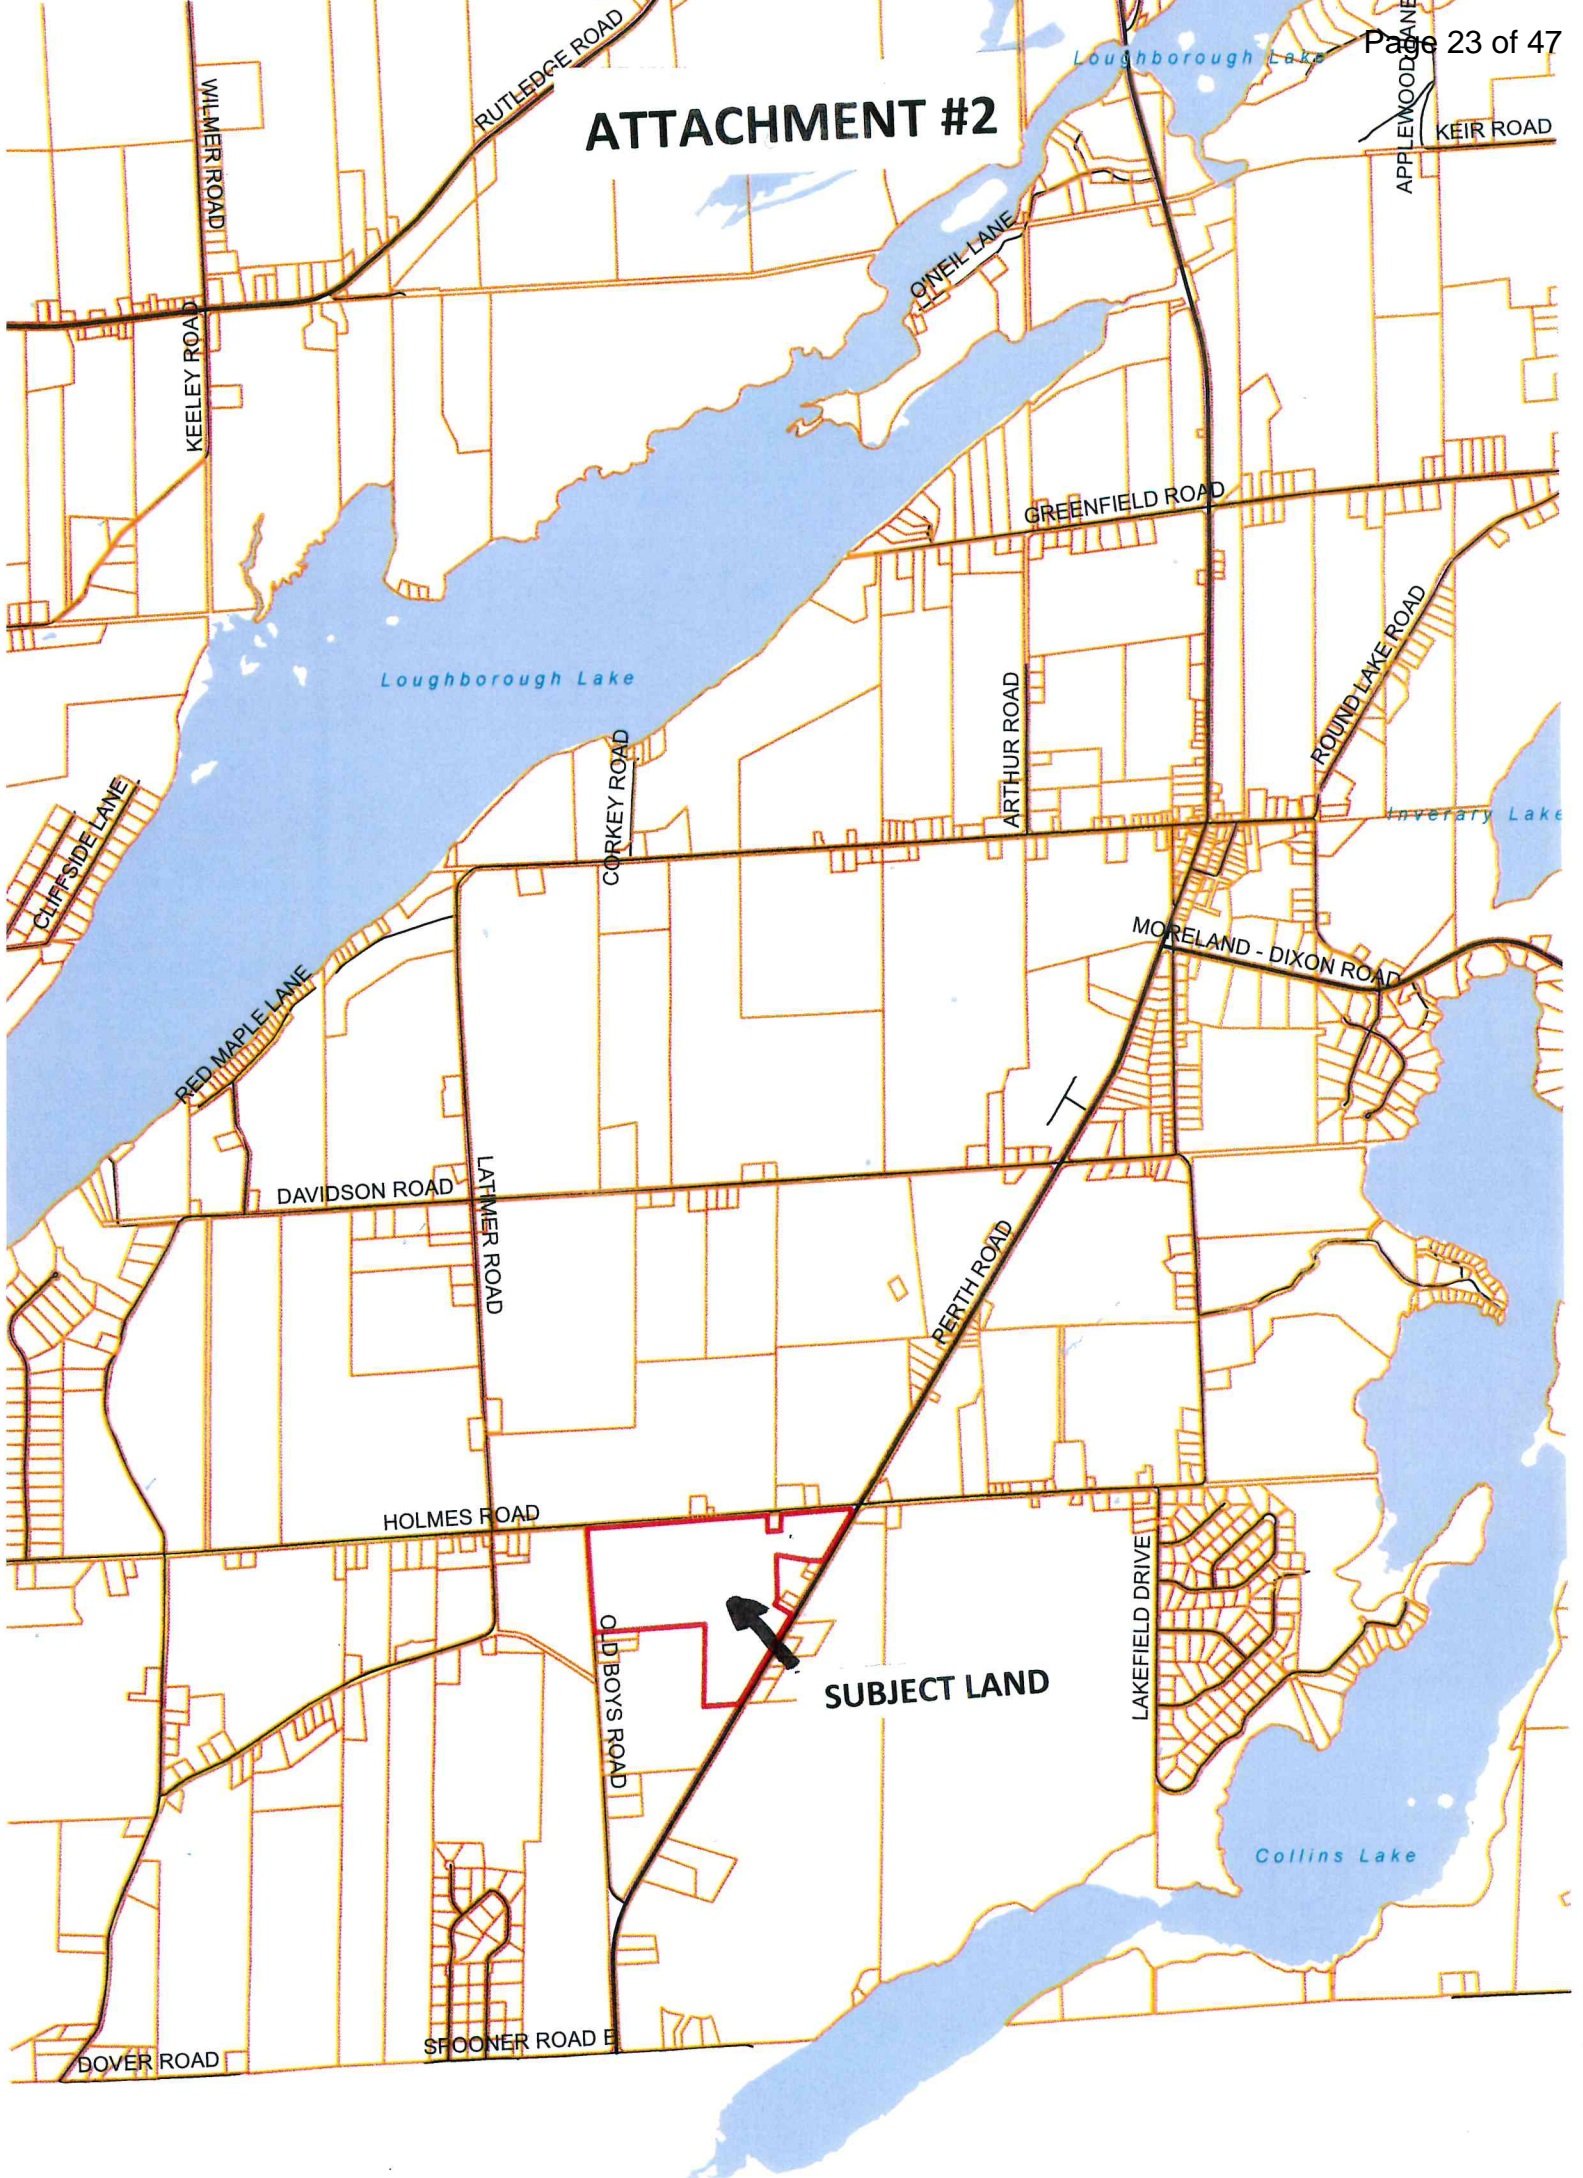 Page 23 of 47
Loughborough Lake
APPLEWOOD LANE
KEIR ROAD
RUTLEDGE ROAD
WILMER ROAD
ATTACHMENT #2
O'NEIL LANE
KEELEY ROAD
GREENFIELD ROAD
ROUND LAKE ROAD
Loughborough Lake
ARTHUR ROAD
CORKEY ROAD
Inverary Lake
CLIFFSIDE LANE
MORELAND - DIXON ROAD
RED MAPLE LANE
DAVIDSON ROAD
LATIMER ROAD
PERTH ROAD
HOLMES ROAD
LAKEFIELD DRIVE
OLD BOYS ROAD
SUBJECT LAND
Collins Lake
SPOONER ROAD E
DOVER ROAD